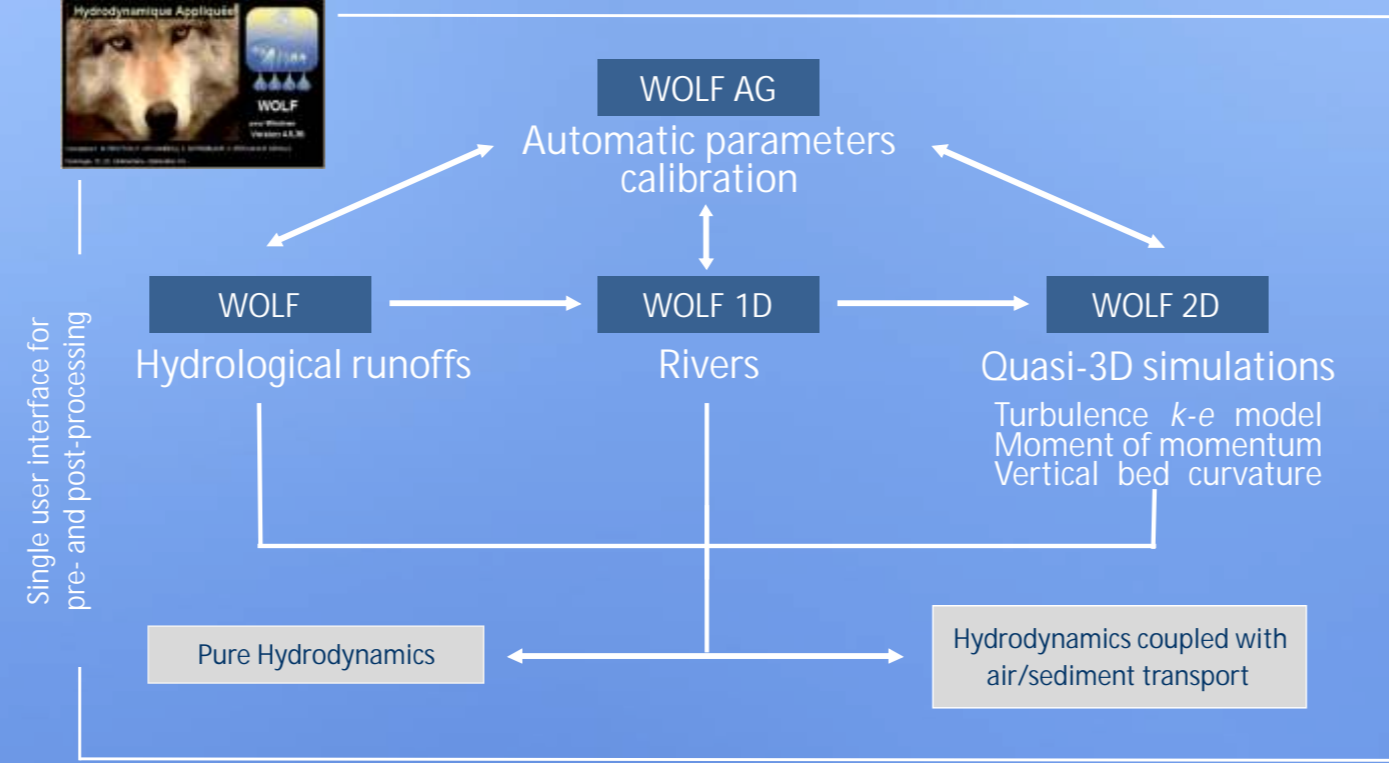 Hydrodynamique Appliquée
WOLF
pour Windows
WOLF AG
Automatic parameters
calibration
WOLF
Hydrological runoffs
WOLF 1D
Rivers
WOLF 2D
Quasi-3D simulations
Turbulence k-e model
Moment of momentum
Vertical bed curvature
Single user interface for
pre- and post-processing
Pure Hydrodynamics
Hydrodynamics coupled with
air/sediment transport